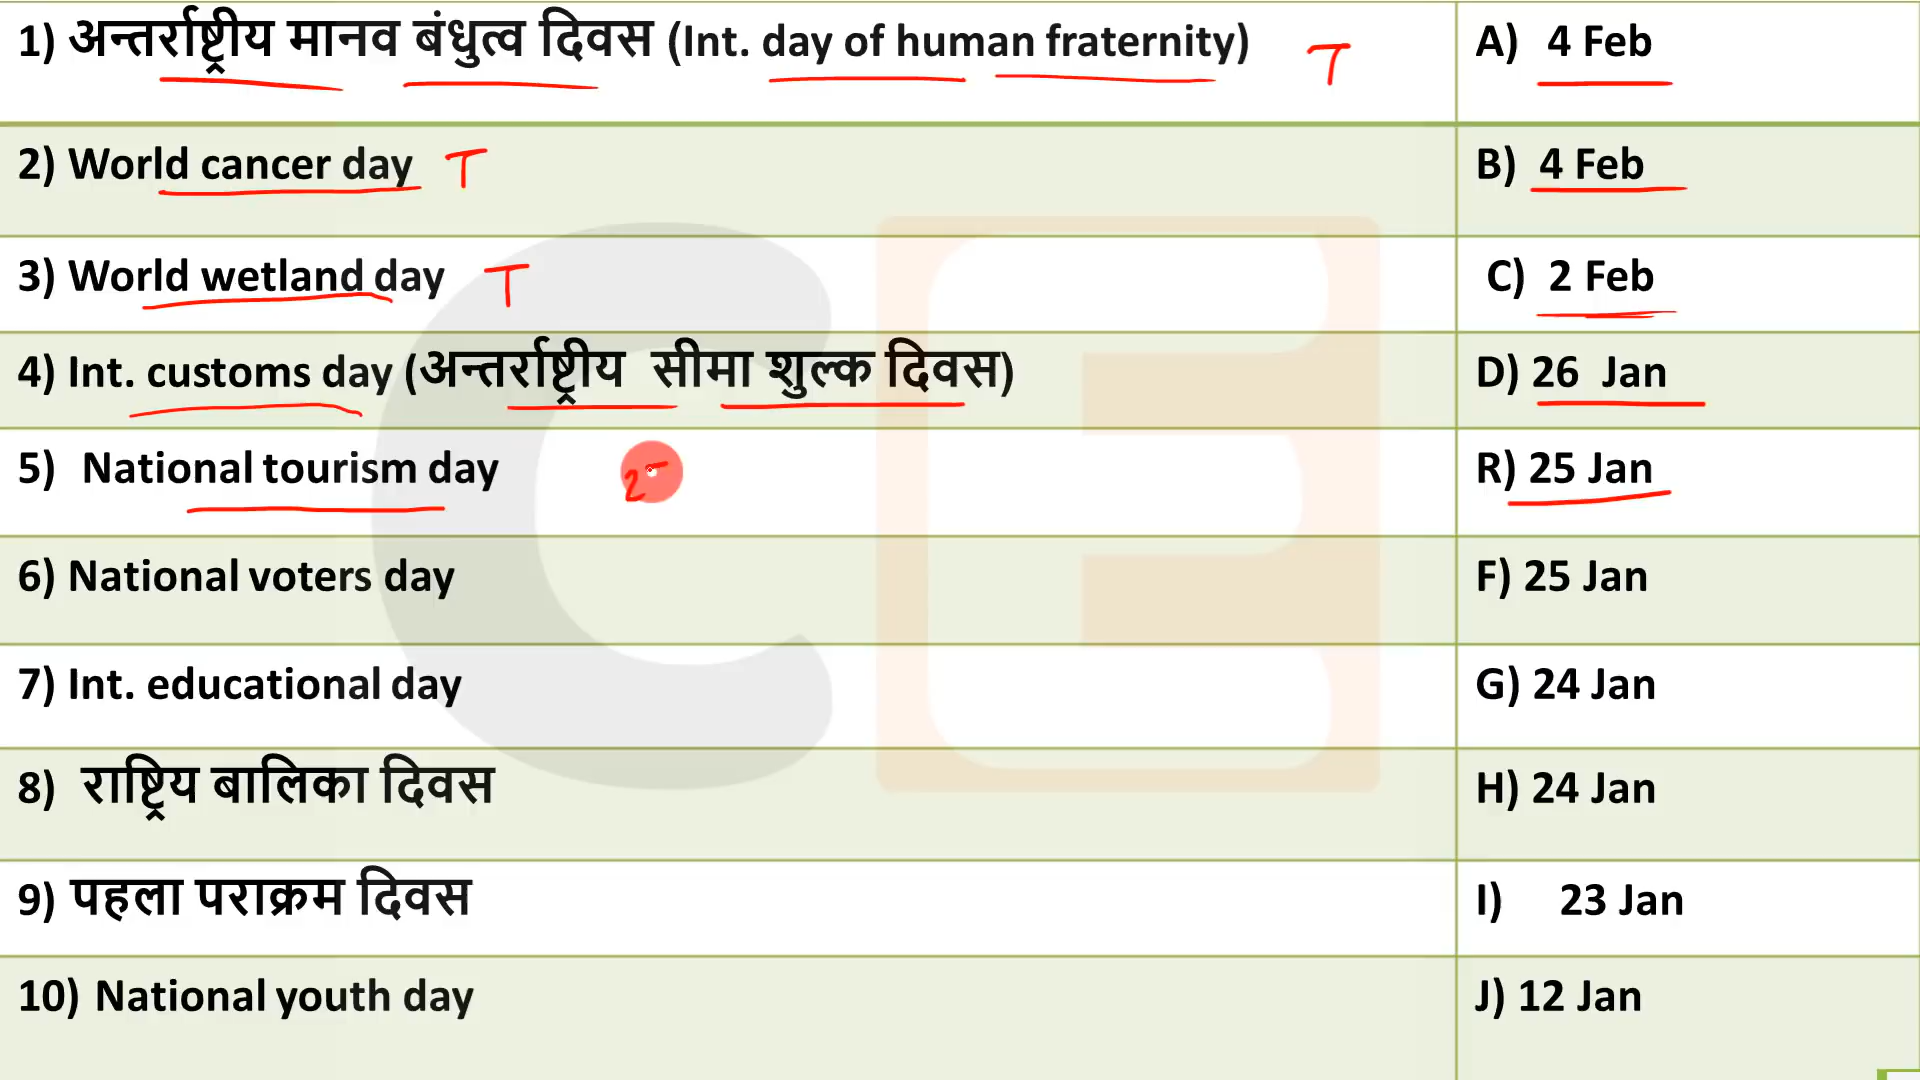 1) अन्तर्राष्ट्रीय मानव बंधुत्व दिवस (Int. day of human fraternity) T A) 4 Feb
2) World cancer day T B) 4 Feb
3) World wetland day T C) 2 Feb
4) Int. customs day (अन्तर्राष्ट्रीय सीमा शुल्क दिवस) D) 26 Jan
5) National tourism day R) 25 Jan
6) National voters day F) 25 Jan
7) Int. educational day G) 24 Jan
8) राष्ट्रिय बालिका दिवस H) 24 Jan
9) पहला पराक्रम दिवस I) 23 Jan
10) National youth day J) 12 Jan
CE